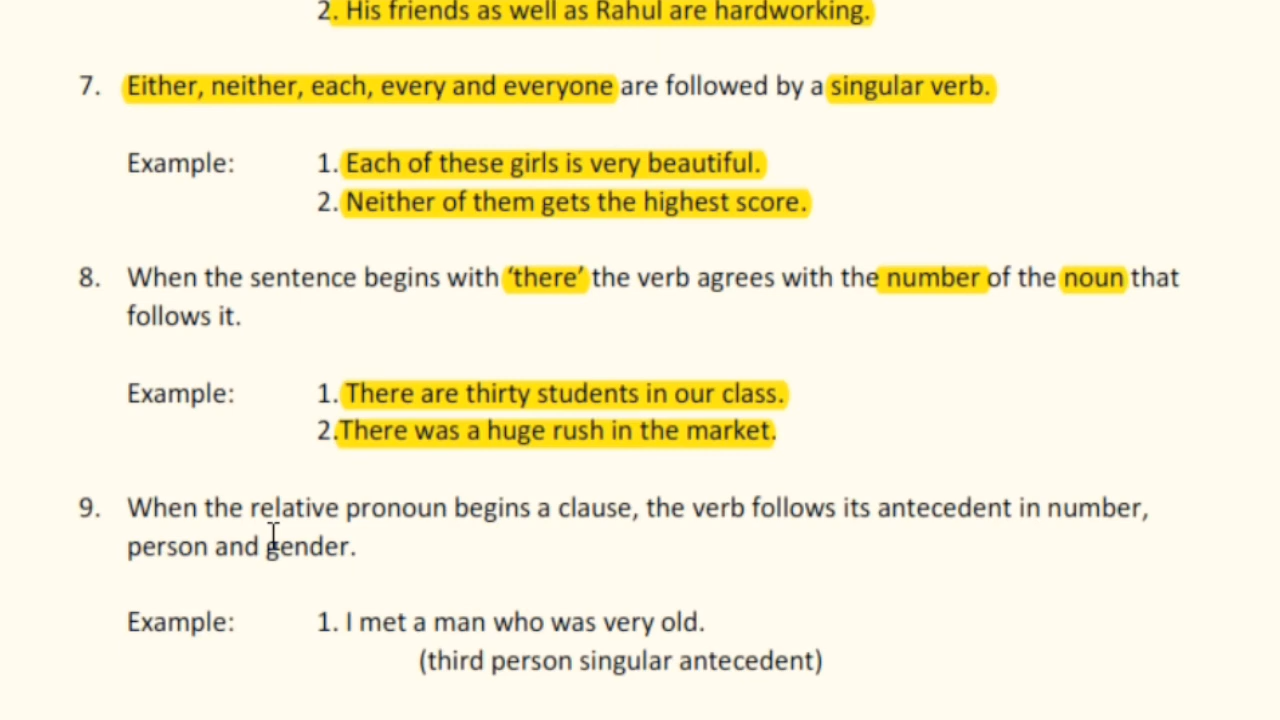 2. His friends as well as Rahul are hardworking.
7. Either, neither, each, every and everyone are followed by a singular verb.
Example: 1. Each of these girls is very beautiful.
2. Neither of them gets the highest score.
8. When the sentence begins with ‘there’ the verb agrees with the number of the noun that
follows it.
Example: 1. There are thirty students in our class.
2.There was a huge rush in the market.
9. When the relative pronoun begins a clause, the verb follows its antecedent in number,
person and gender.
Example: 1. I met a man who was very old.
(third person singular antecedent)